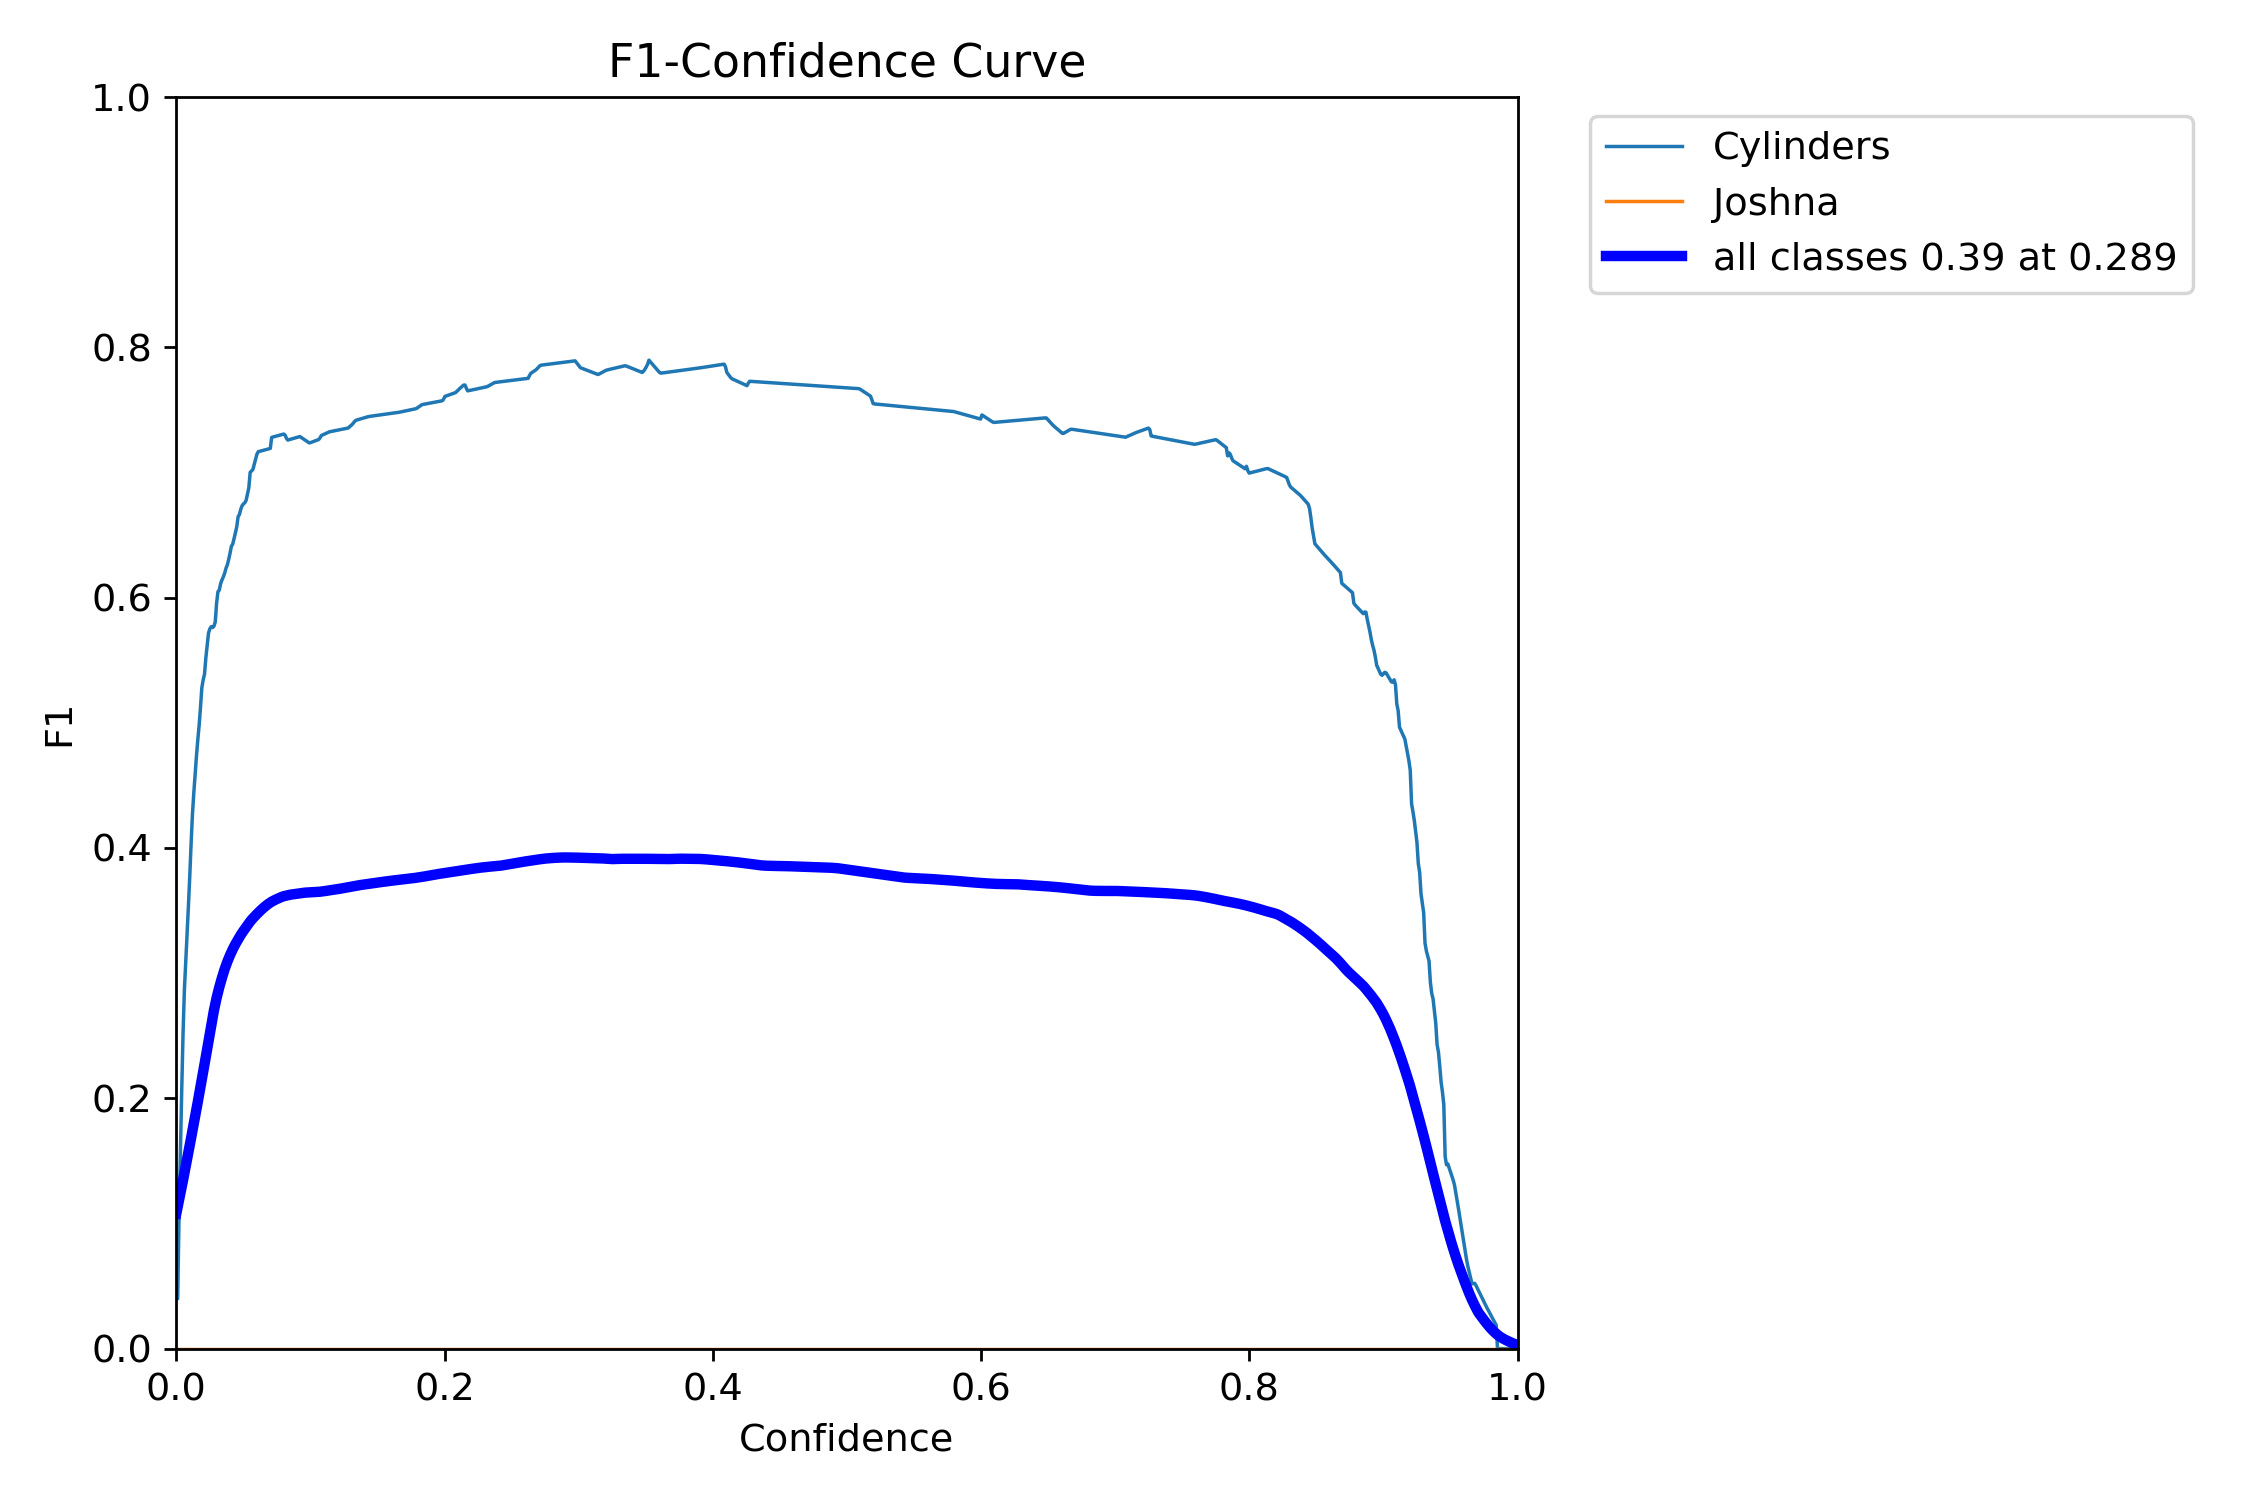 F1-Confidence Curve
1.0
0.8
0.6
0.4
0.2
0.0
F1
0.0 0.2 0.4 0.6 0.8 1.0
Confidence
Cylinders
Joshna
all classes 0.39 at 0.289